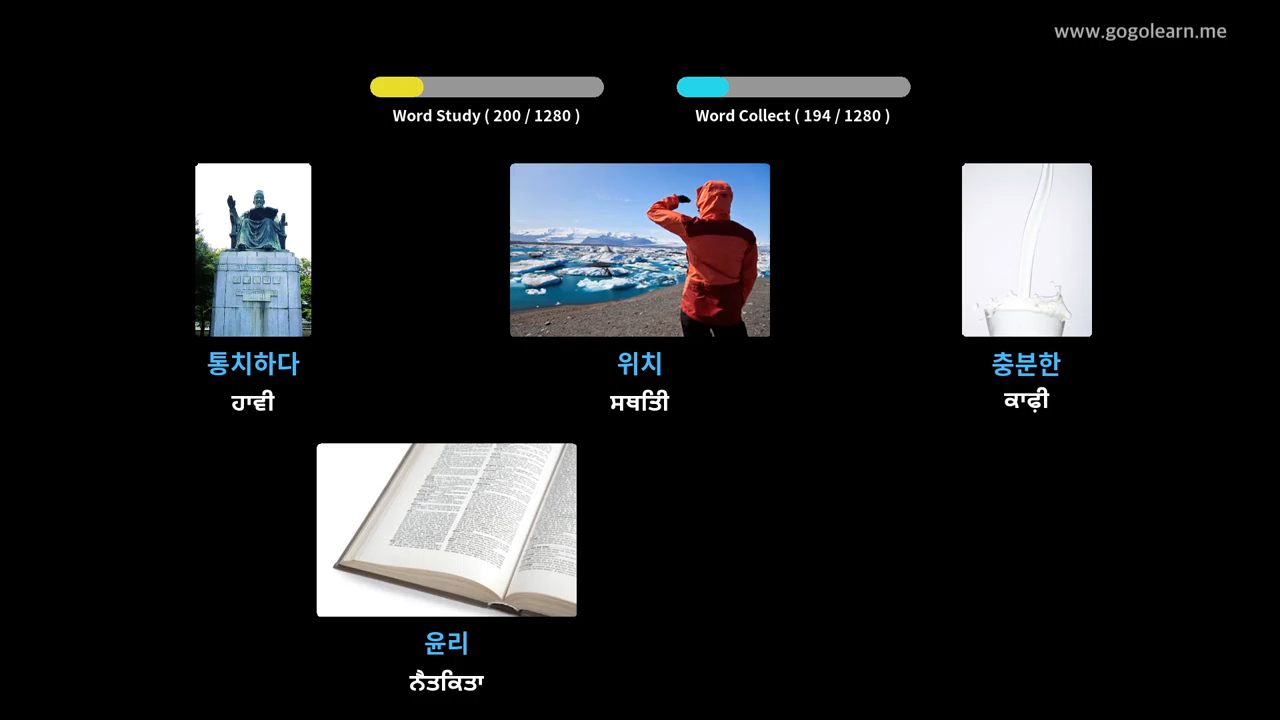 www.gogolearn.me
Word Study ( 200 / 1280 )
Word Collect ( 194 / 1280 )
통치하다
ਹਾਵੀ
위치
ਸਥਿਤੀ
충분한
ਕਾਫ਼ੀ
윤리
ਨੈਤਿਕਤਾ